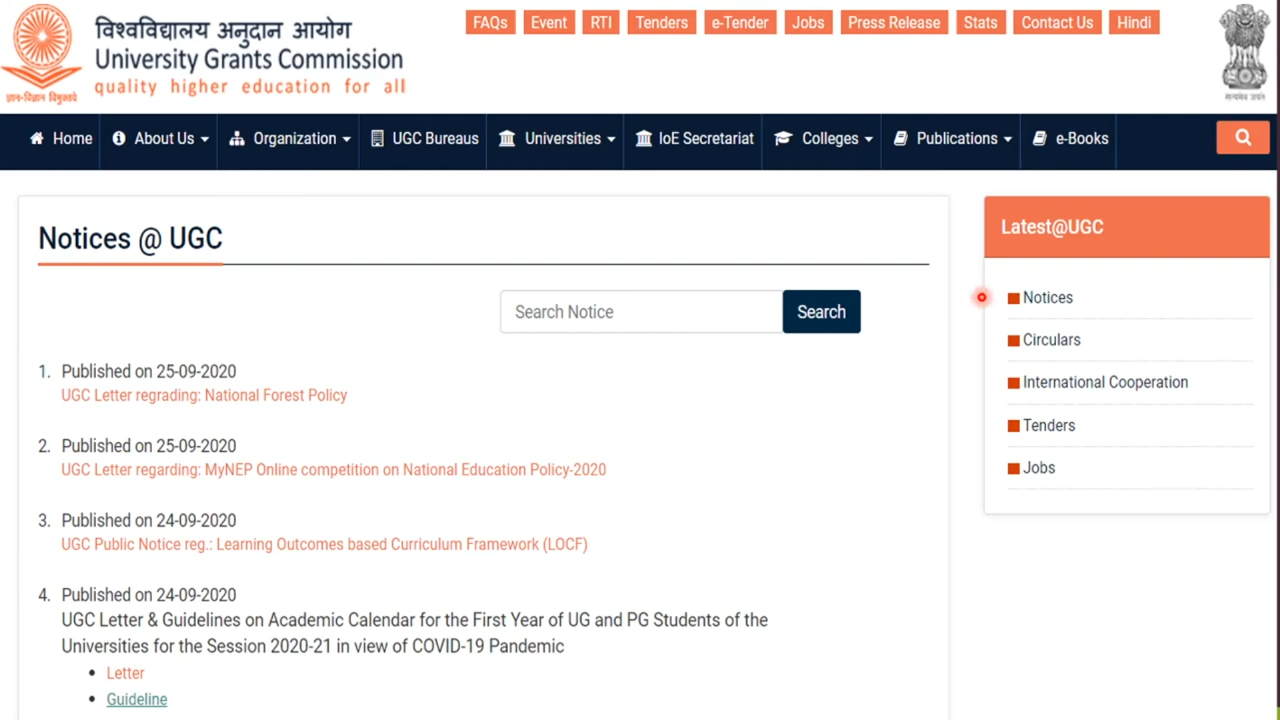 विश्वविद्यालय अनुदान आयोग
University Grants Commission
quality higher education for all
ज्ञान-विज्ञान विमुक्तये
FAQs Event RTI Tenders e-Tender Jobs Press Release Stats Contact Us Hindi
सत्यमेव जयते
Home About Us Organization UGC Bureaus Universities IoE Secretariat Colleges Publications e-Books
Notices @ UGC
Search Notice Search
1. Published on 25-09-2020
UGC Letter regrading: National Forest Policy
2. Published on 25-09-2020
UGC Letter regarding: MyNEP Online competition on National Education Policy-2020
3. Published on 24-09-2020
UGC Public Notice reg.: Learning Outcomes based Curriculum Framework (LOCF)
4. Published on 24-09-2020
UGC Letter & Guidelines on Academic Calendar for the First Year of UG and PG Students of the
Universities for the Session 2020-21 in view of COVID-19 Pandemic
Letter
Guideline
Latest@UGC
Notices
Circulars
International Cooperation
Tenders
Jobs